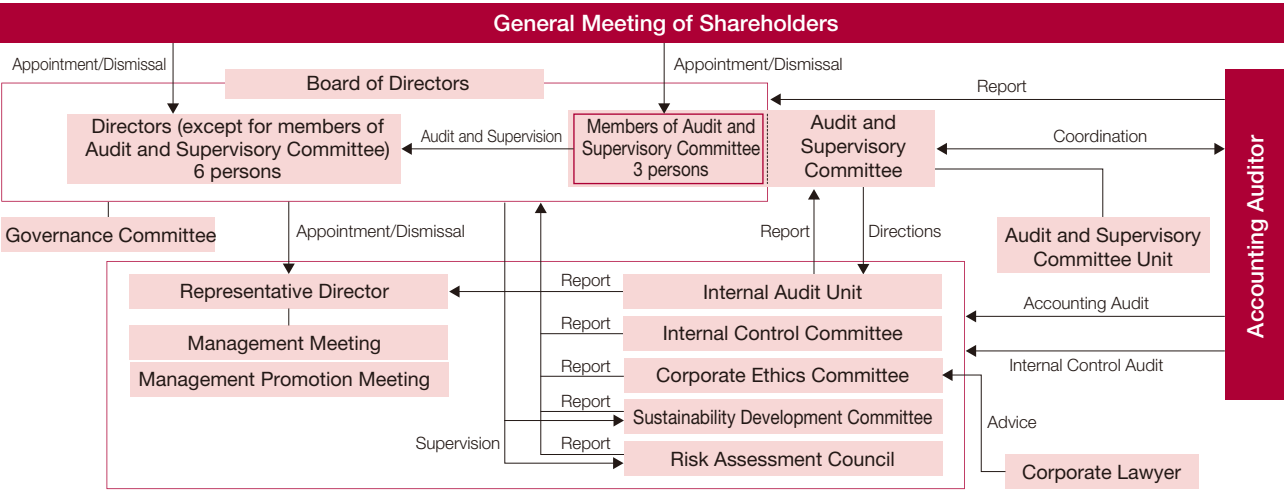 General Meeting of Shareholders
Appointment/Dismissal
Appointment/Dismissal
Board of Directors
Report
Directors (except for members of
Audit and Supervisory Committee)
6 persons
Audit and Supervision
Members of Audit and
Supervisory Committee
3 persons
Audit and
Supervisory
Committee
Coordination
Accounting Auditor
Governance Committee
Appointment/Dismissal
Report
Directions
Audit and Supervisory
Committee Unit
Representative Director
Report
Internal Audit Unit
Accounting Audit
Management Meeting
Report
Internal Control Committee
Internal Control Audit
Management Promotion Meeting
Report
Corporate Ethics Committee
Report
Sustainability Development Committee
Advice
Supervision
Report
Risk Assessment Council
Corporate Lawyer